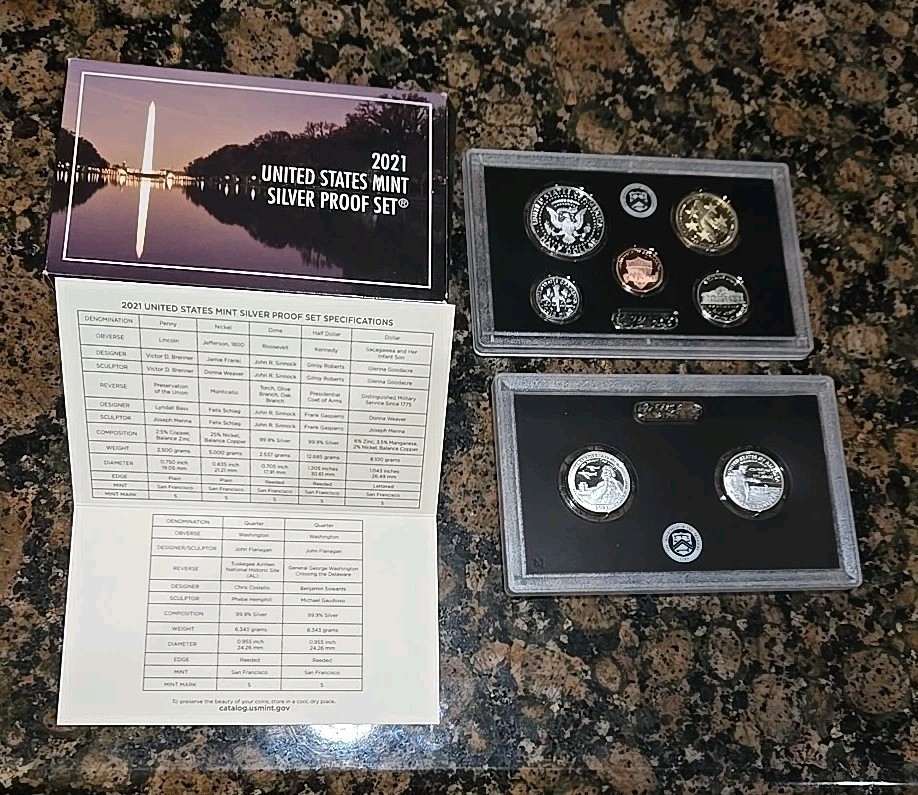 2021
UNITED STATES MINT
SILVER PROOF SET®
2021 UNITED STATES MINT SILVER PROOF SET SPECIFICATIONS
DENOMINATION Penny Nickel Dime Half Dollar Dollar
OBVERSE Lincoln Jefferson, 1800 Roosevelt Kennedy Sacagawea and Her Infant Son
DESIGNER Victor D. Brenner Jamie Franki John R. Sinnock Gilroy Roberts Glenna Goodacre
SCULPTOR Victor D. Brenner Donna Weaver John R. Sinnock Gilroy Roberts Glenna Goodacre
REVERSE Preservation of the Union Monticello Torch, Olive Branch, Oak Branch Presidential Coat of Arms Distinguished Military Service Since 1775
DESIGNER Lyndall Bass Felix Schlag John R. Sinnock Frank Gasparro Donna Weaver
SCULPTOR Joseph Menna Felix Schlag John R. Sinnock Frank Gasparro Joseph Menna
COMPOSITION 2.5% Copper, Balance Zinc 25% Nickel, Balance Copper 99.9% Silver 99.9% Silver 6% Zinc, 3.5% Manganese, 2% Nickel, Balance Copper
WEIGHT 2.500 grams 5.000 grams 2.537 grams 12.685 grams 8.100 grams
DIAMETER 0.750 inch 19.05 mm 0.835 inch 21.21 mm 0.705 inch 17.91 mm 1.205 inches 30.61 mm 1.043 inches 26.49 mm
EDGE Plain Plain Reeded Reeded Lettered
MINT San Francisco San Francisco San Francisco San Francisco San Francisco
MINT MARK S S S S S
DENOMINATION Quarter Quarter
OBVERSE Washington Washington
DESIGNER/SCULPTOR John Flanagan John Flanagan
REVERSE Tuskegee Airmen National Historic Site (AL) General George Washington Crossing the Delaware
DESIGNER Chris Costello Benjamin Sowards
SCULPTOR Phebe Hemphill Michael Gaudioso
COMPOSITION 99.9% Silver 99.9% Silver
WEIGHT 6.343 grams 6.343 grams
DIAMETER 0.955 inch 24.26 mm 0.955 inch 24.26 mm
EDGE Reeded Reeded
MINT San Francisco San Francisco
MINT MARK S S
To preserve the beauty of your coins, store in a cool, dry place.
catalog.usmint.gov